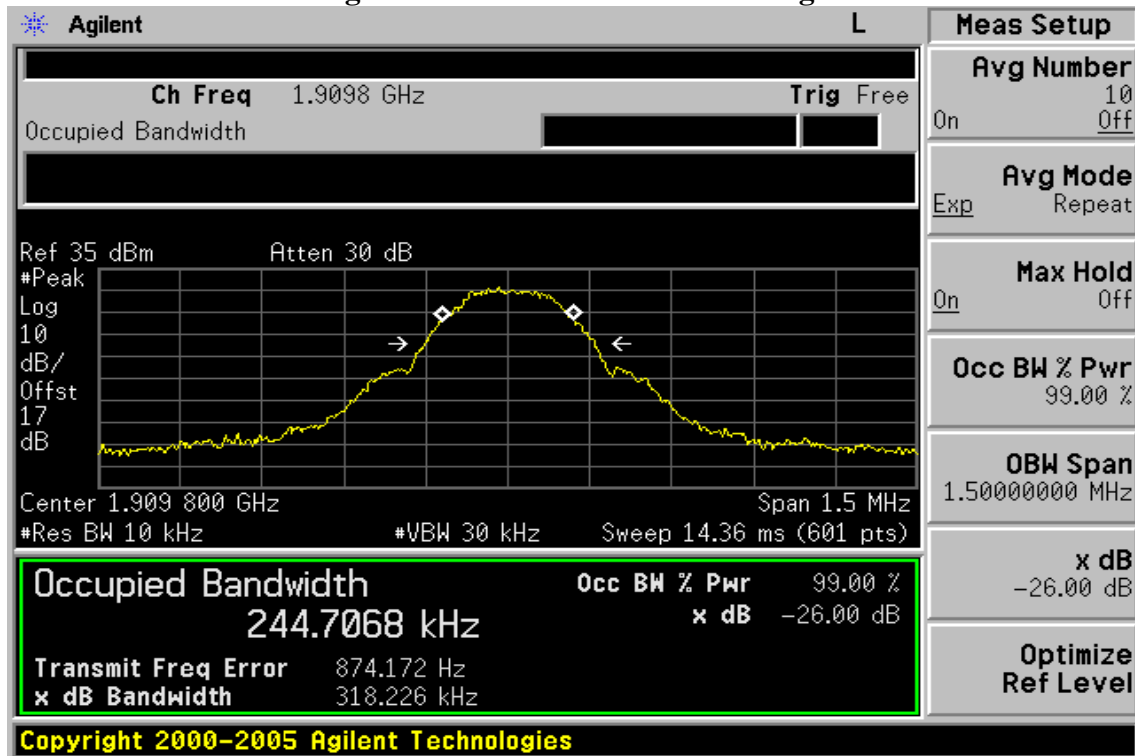 Agilent
L
Meas Setup
Ch Freq 1.9098 GHz
Trig Free
Occupied Bandwidth
Avg Number
10
On Off
Avg Mode
Exp Repeat
Max Hold
On Off
Occ BW % Pwr
99.00 %
OBW Span
1.50000000 MHz
x dB
-26.00 dB
Optimize
Ref Level
Ref 35 dBm Atten 30 dB
#Peak
Log
10
dB/
Offst
17
dB
Center 1.909 800 GHz Span 1.5 MHz
#Res BW 10 kHz #VBW 30 kHz Sweep 14.36 ms (601 pts)
Occupied Bandwidth
244.7068 kHz
Occ BW % Pwr 99.00 %
x dB -26.00 dB
Transmit Freq Error 874.172 Hz
x dB Bandwidth 318.226 kHz
Copyright 2000-2005 Agilent Technologies